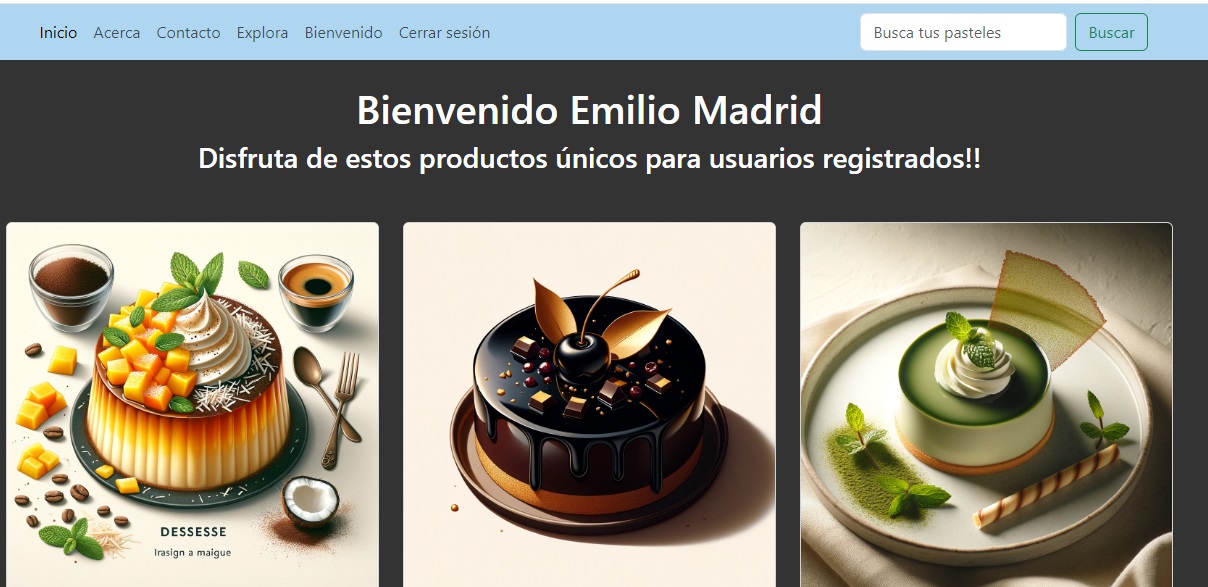 Inicio Acerca Contacto Explora Bienvenido Cerrar sesión Busca tus pasteles Buscar
Bienvenido Emilio Madrid
Disfruta de estos productos únicos para usuarios registrados!!
DESSESSE
Irasign a maigue